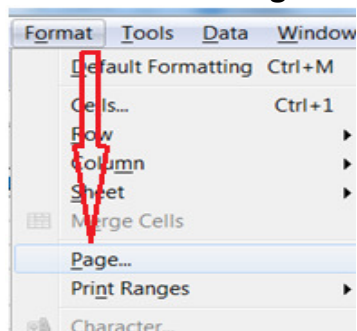 Format Tools Data Window
Default Formatting Ctrl+M
Cells... Ctrl+1
Row
Column
Sheet
Merge Cells
Page...
Print Ranges
Character...